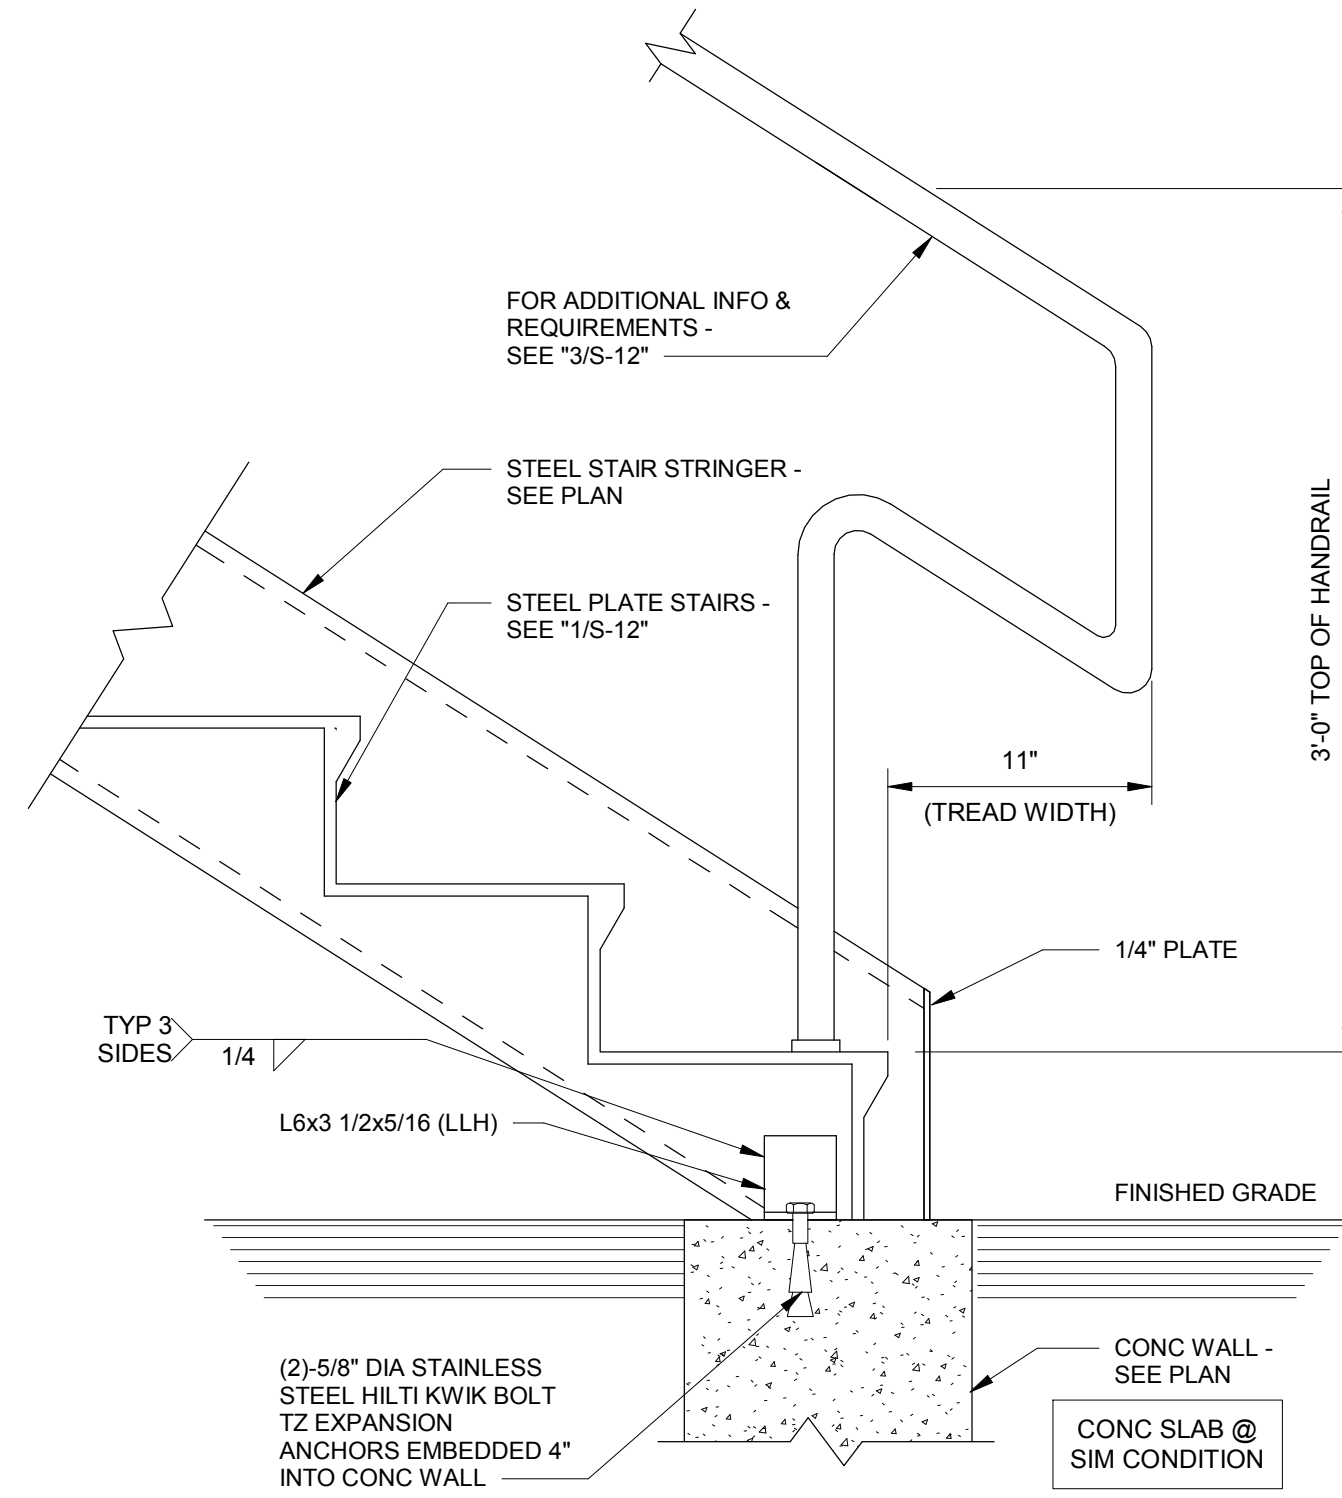 FOR ADDITIONAL INFO &
REQUIREMENTS -
SEE "3/S-12"
STEEL STAIR STRINGER -
SEE PLAN
STEEL PLATE STAIRS -
SEE "1/S-12"
3'-0" TOP OF HANDRAIL
11"
(TREAD WIDTH)
1/4" PLATE
TYP 3
SIDES
1/4
L6x3 1/2x5/16 (LLH)
FINISHED GRADE
(2)-5/8" DIA STAINLESS
STEEL HILTI KWIK BOLT
TZ EXPANSION
ANCHORS EMBEDDED 4"
INTO CONC WALL
CONC WALL -
SEE PLAN
CONC SLAB @
SIM CONDITION